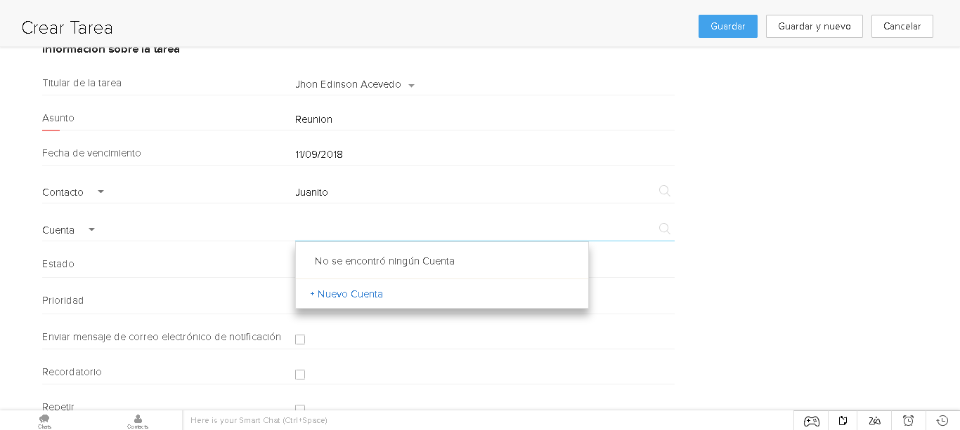 Crear Tarea
Guardar
Guardar y nuevo
Cancelar
Información sobre la tarea
Titular de la tarea
Jhon Edinson Acevedo
Asunto
Reunion
Fecha de vencimiento
11/09/2018
Contacto
Juanito
Cuenta
No se encontró ningún Cuenta
Estado
+ Nuevo Cuenta
Prioridad
Enviar mensaje de correo electrónico de notificación
Recordatorio
Repetir
Chats
Contacts
Here is your Smart Chat (Ctrl+Space)